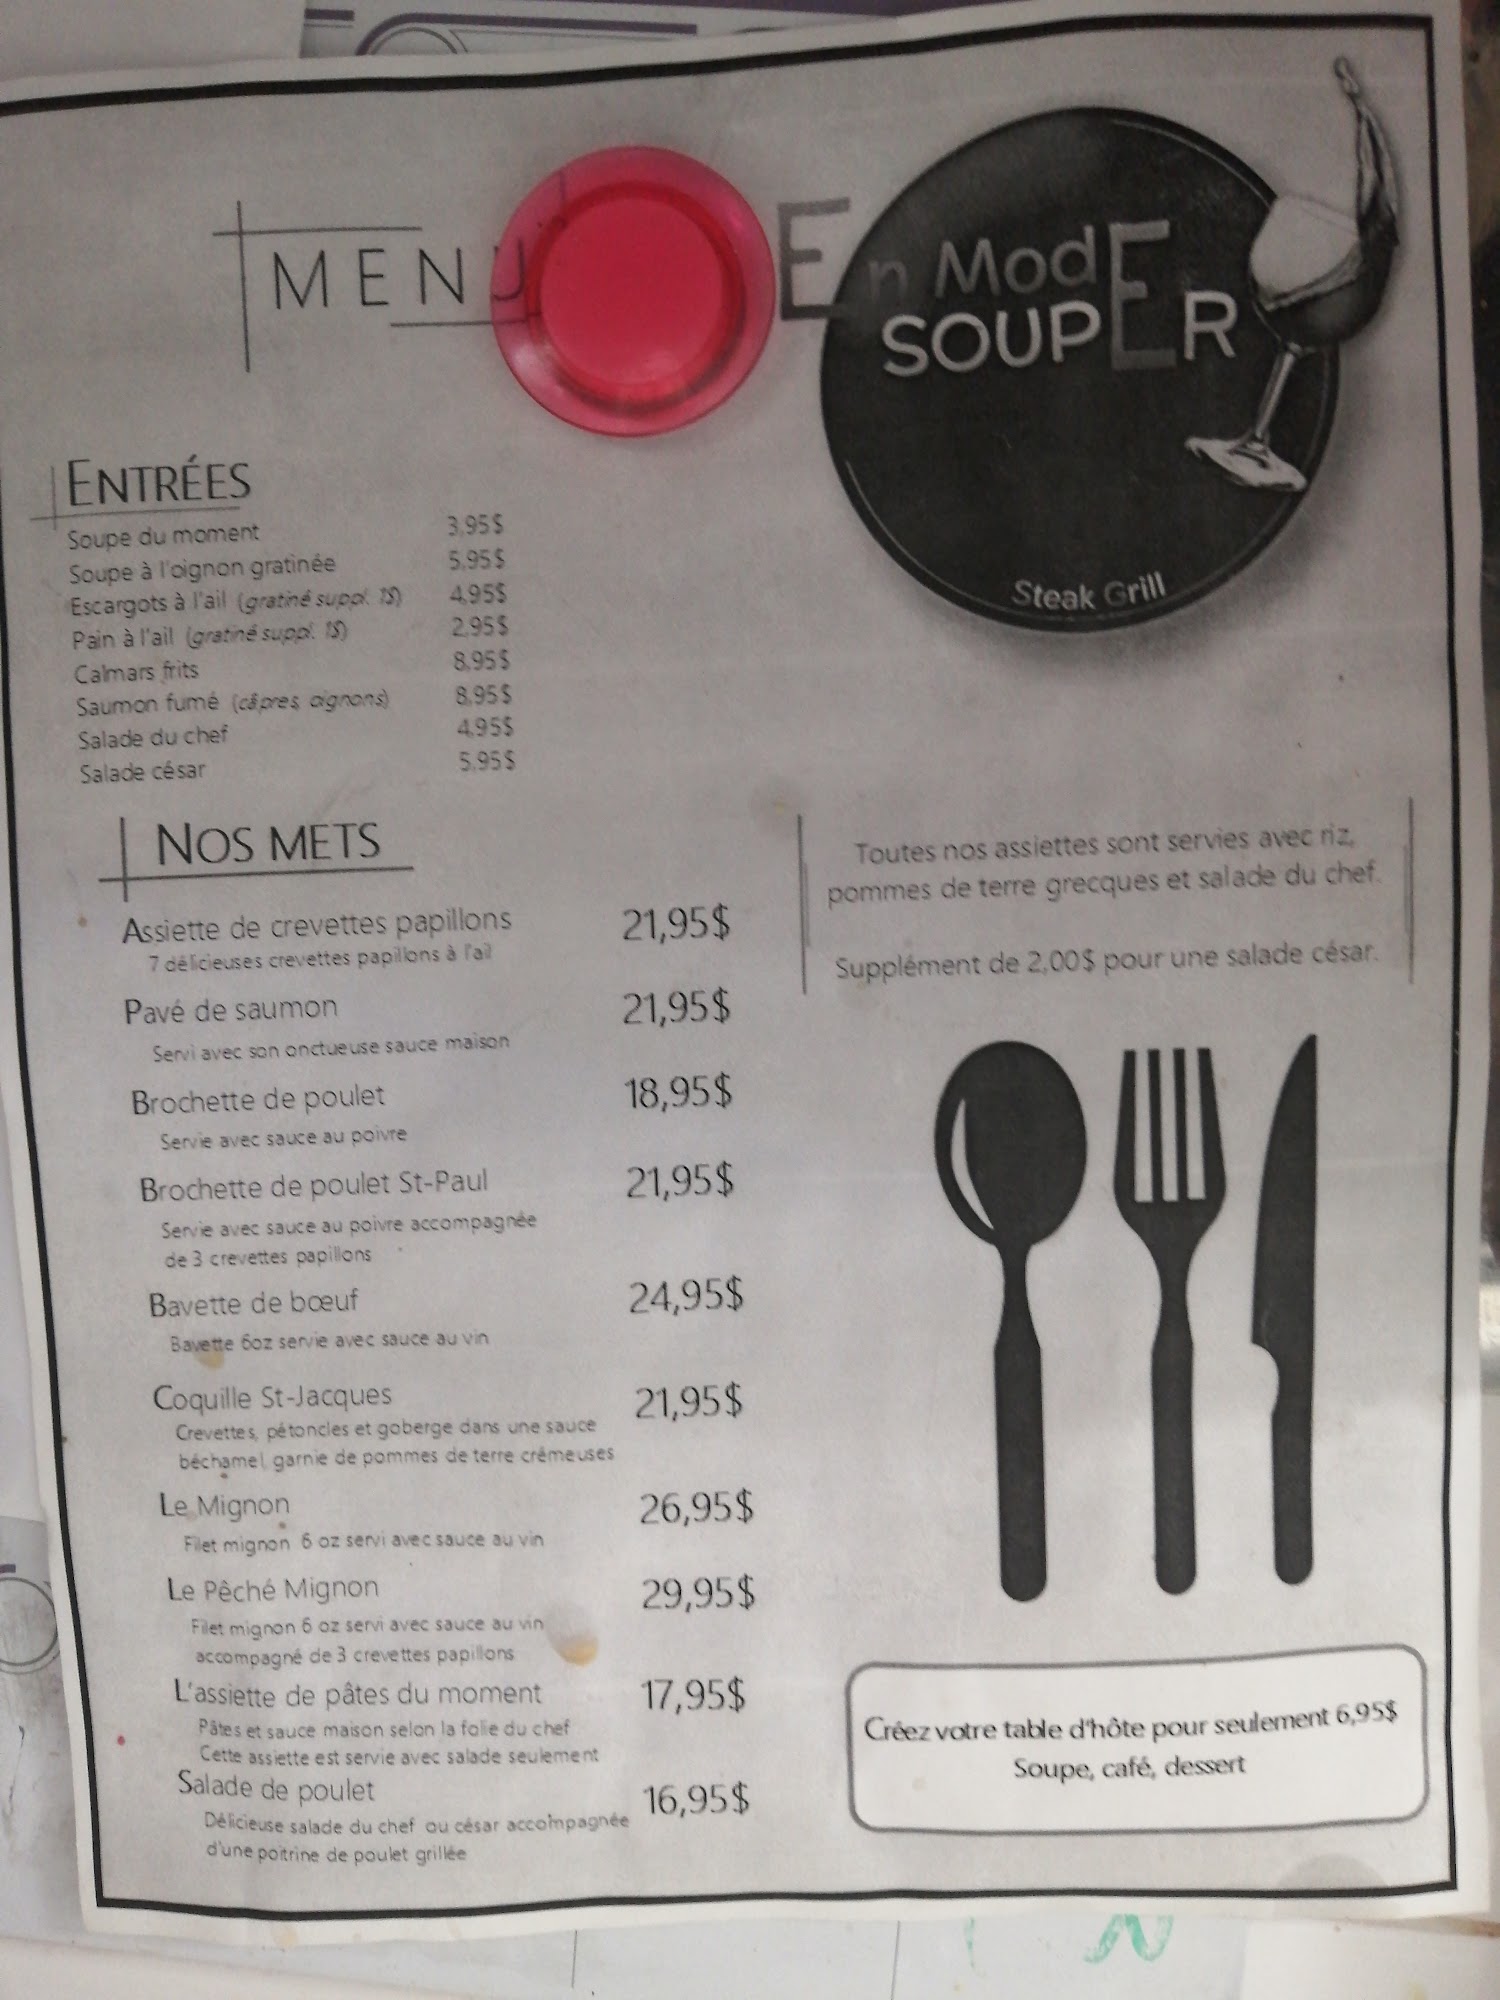 MENU
En ModE
SOUPER
Steak Grill
ENTRÉES
Soupe du moment 3,95$
Soupe à l'oignon gratinée 5,95$
Escargots à l'ail (gratiné suppl. 1$) 4,95$
Pain à l'ail (gratiné suppl. 1$) 2,95$
Calmars frits 8,95$
Saumon fumé (câpres, oignons) 8,95$
Salade du chef 4,95$
Salade césar 5,95$
NOS METS
Assiette de crevettes papillons 21,95$
7 délicieuses crevettes papillons à l'ail
Pavé de saumon 21,95$
Servi avec son onctueuse sauce maison
Brochette de poulet 18,95$
Servie avec sauce au poivre
Brochette de poulet St-Paul 21,95$
Servie avec sauce au poivre accompagnée
de 3 crevettes papillons
Bavette de bœuf 24,95$
Bavette 6oz servie avec sauce au vin
Coquille St-Jacques 21,95$
Crevettes, pétoncles et goberge dans une sauce
béchamel, garnie de pommes de terre crémeuses
Le Mignon 26,95$
Filet mignon 6 oz servi avec sauce au vin
Le Pêché Mignon 29,95$
Filet mignon 6 oz servi avec sauce au vin
accompagné de 3 crevettes papillons
L'assiette de pâtes du moment 17,95$
Pâtes et sauce maison selon la folie du chef
Cette assiette est servie avec salade seulement
Salade de poulet 16,95$
Délicieuse salade du chef ou césar accompagnée
d'une poitrine de poulet grillée
Toutes nos assiettes sont servies avec riz,
pommes de terre grecques et salade du chef.
Supplément de 2,00$ pour une salade césar.
Créez votre table d'hôte pour seulement 6,95$
Soupe, café, dessert